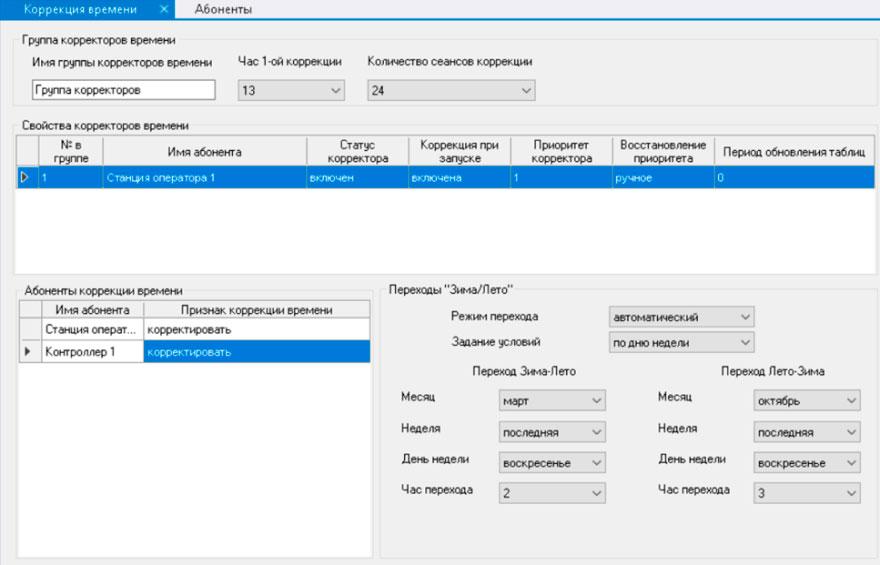 Коррекция времени × Абоненты
Группа корректоров времени
Имя группы корректоров времени Час 1-ой коррекции Количество сеансов коррекции
Группа корректоров 13 24
Свойства корректоров времени
№ в группе Имя абонента Статус корректора Коррекция при запуске Приоритет корректора Восстановление приоритета Период обновления таблиц
1 Станция оператора 1 включен включена 1 ручное 0
Абоненты коррекции времени
Имя абонента Признак коррекции времени
Станция операт... корректировать
Контроллер 1 корректировать
Переходы "Зима/Лето"
Режим перехода автоматический
Задание условий по дню недели
Переход Зима-Лето Переход Лето-Зима
Месяц март Месяц октябрь
Неделя последняя Неделя последняя
День недели воскресенье День недели воскресенье
Час перехода 2 Час перехода 3